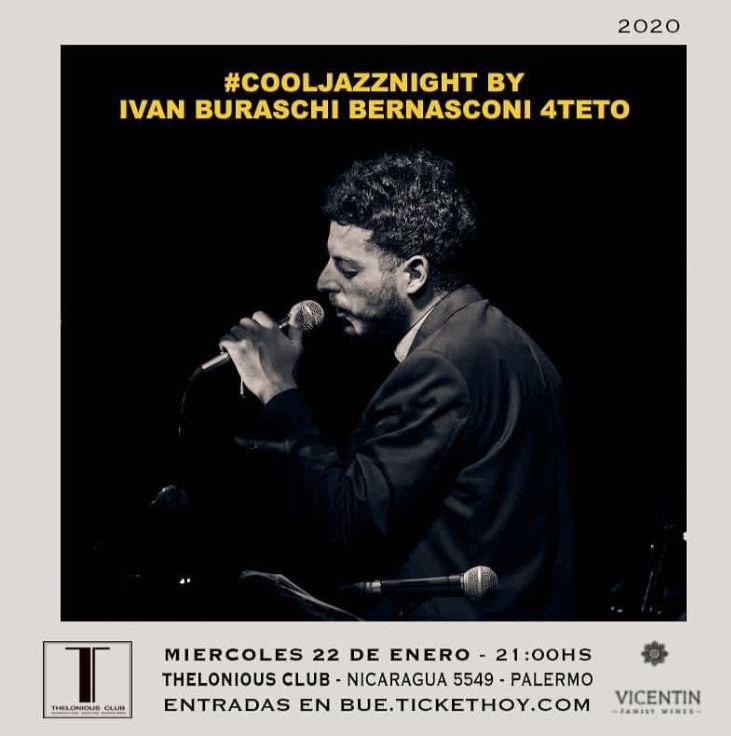 2020
#COOLJAZZNIGHT BY
IVAN BURASCHI BERNASCONI 4TETO
T
THELONIOUS CLUB
MIERCOLES 22 DE ENERO - 21:00HS
THELONIOUS CLUB - NICARAGUA 5549 - PALERMO
ENTRADAS EN BUE.TICKETHOY.COM
VICENTIN
FAMILY WINES